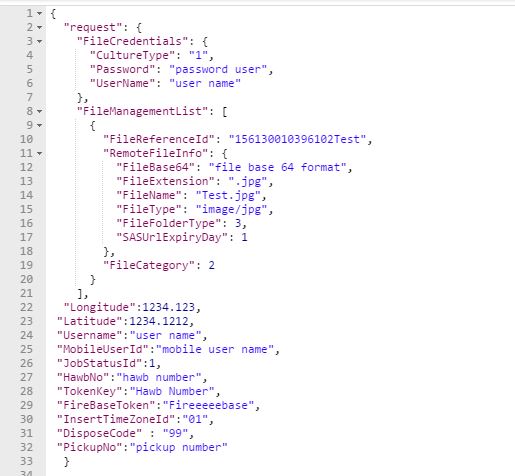 1 {
2 "request": {
3 "FileCredentials": {
4 "CultureType": "1",
5 "Password": "password user",
6 "UserName": "user name"
7 },
8 "FileManagementList": [
9 {
10 "FileReferenceId": "156130010396102Test",
11 "RemoteFileInfo": {
12 "FileBase64": "file base 64 format",
13 "FileExtension": ".jpg",
14 "FileName": "Test.jpg",
15 "FileType": "image/jpg",
16 "FileFolderType": 3,
17 "SASUrlExpiryDay": 1
18 },
19 "FileCategory": 2
20 }
21 ],
22 "Longitude":1234.123,
23 "Latitude":1234.1212,
24 "Username":"user name",
25 "MobileUserId":"mobile user name",
26 "JobStatusId":1,
27 "HawbNo":"hawb number",
28 "TokenKey":"Hawb Number",
29 "FireBaseToken":"Fireeeeebase",
30 "InsertTimeZoneId":"01",
31 "DisposeCode" : "99",
32 "PickupNo":"pickup number"
33 }
34